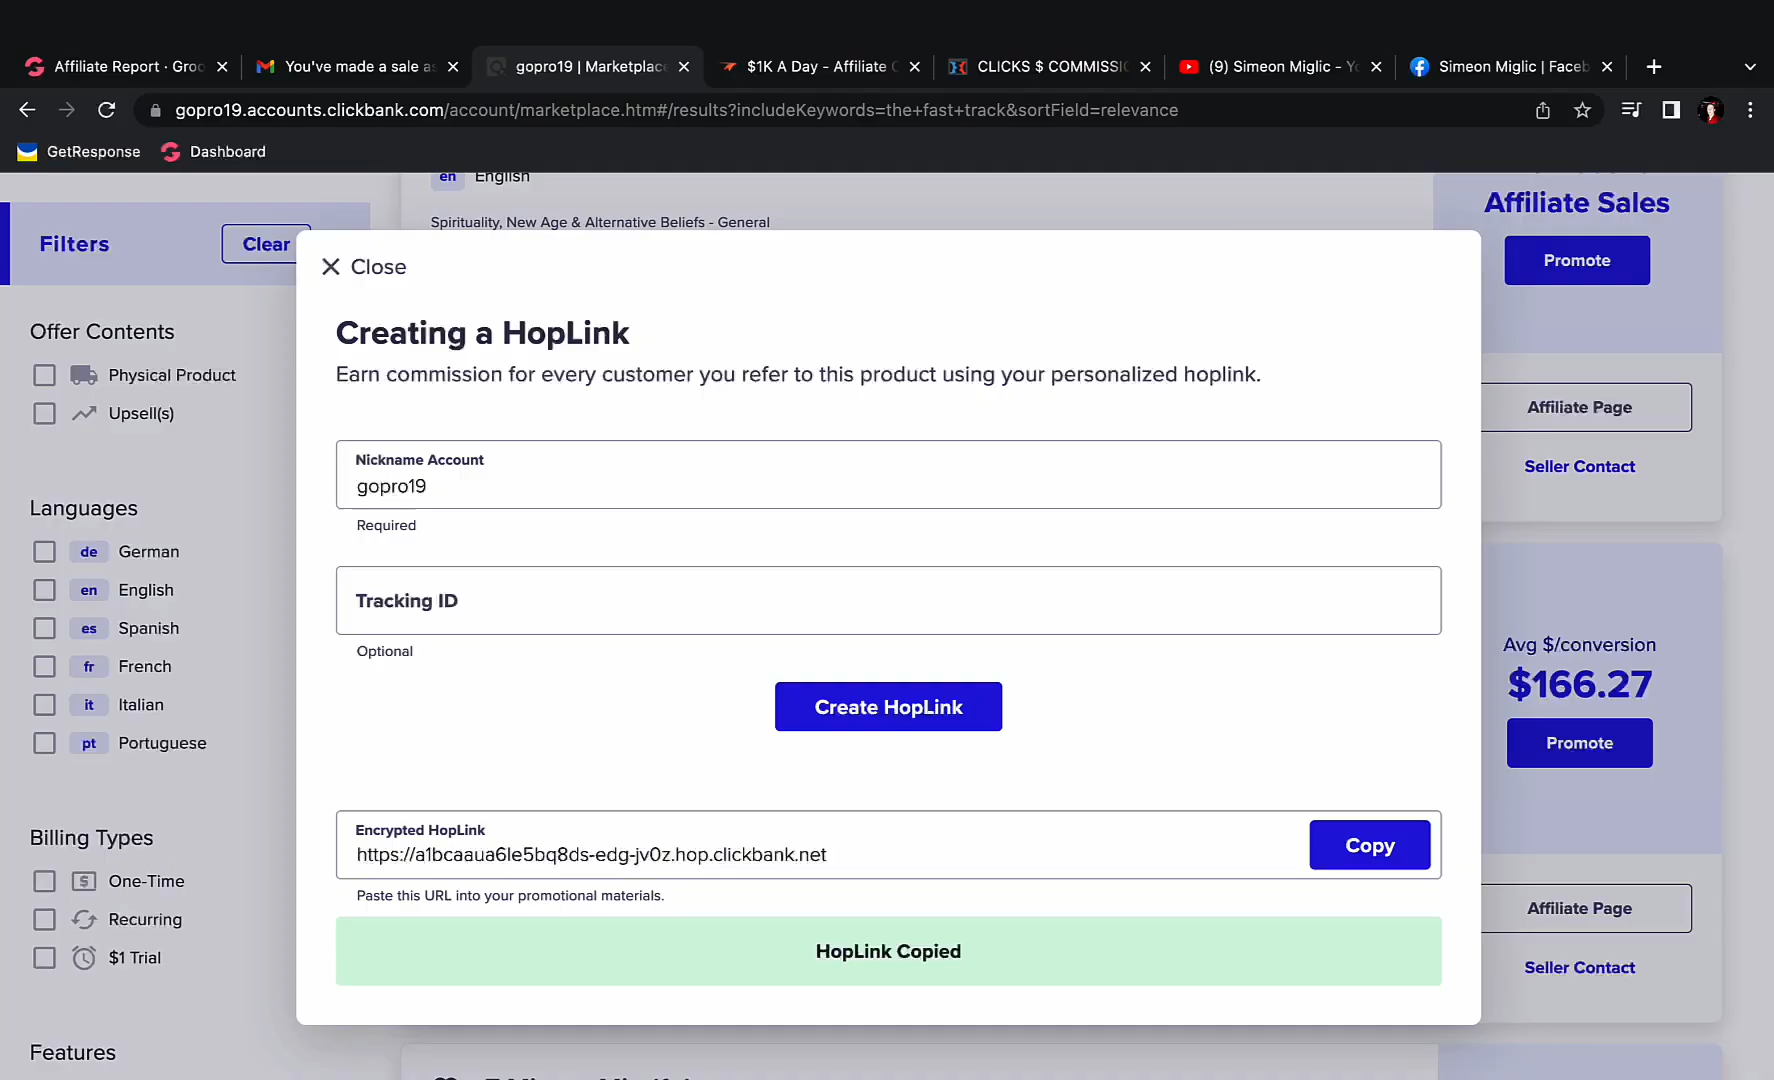 Affiliate Report · Groo
You've made a sale as
gopro19 | Marketplace
$1K A Day - Affiliate C
CLICKS $ COMMISSIO
(9) Simeon Miglic - Yo
Simeon Miglic | Faceb
gopro19.accounts.clickbank.com/account/marketplace.htm#/results?includeKeywords=the+fast+track&sortField=relevance
GetResponse
Dashboard
en English
Spirituality, New Age & Alternative Beliefs - General
Affiliate Sales
Promote
Affiliate Page
Seller Contact
Filters
Clear
Offer Contents
Physical Product
Upsell(s)
Languages
de German
en English
es Spanish
fr French
it Italian
pt Portuguese
Billing Types
One-Time
Recurring
$1 Trial
Features
Close
Creating a HopLink
Earn commission for every customer you refer to this product using your personalized hoplink.
Nickname Account
gopro19
Required
Tracking ID
Optional
Create HopLink
Encrypted HopLink
https://a1bcaaua6le5bq8ds-edg-jv0z.hop.clickbank.net
Copy
Paste this URL into your promotional materials.
HopLink Copied
Avg $/conversion
$166.27
Promote
Affiliate Page
Seller Contact